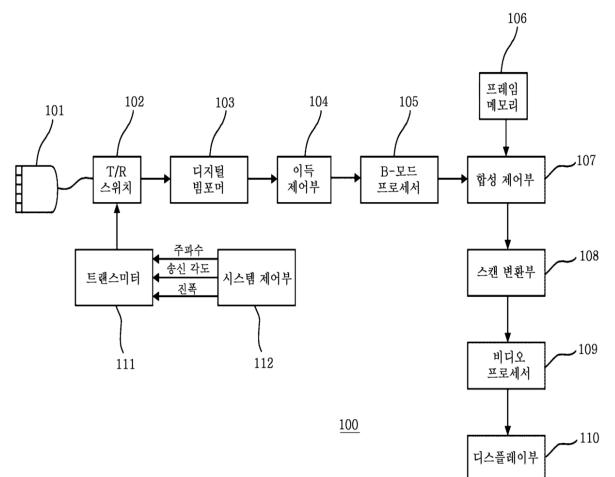 106
프레임
메모리
101
102
103
104
105
T/R
스위치
디지털
빔포머
이득
제어부
B-모드
프로세서
합성 제어부
107
트랜스미터
주파수
송신 각도
진폭
시스템 제어부
스캔 변환부
108
111
112
비디오
프로세서
109
100
디스플레이부
110